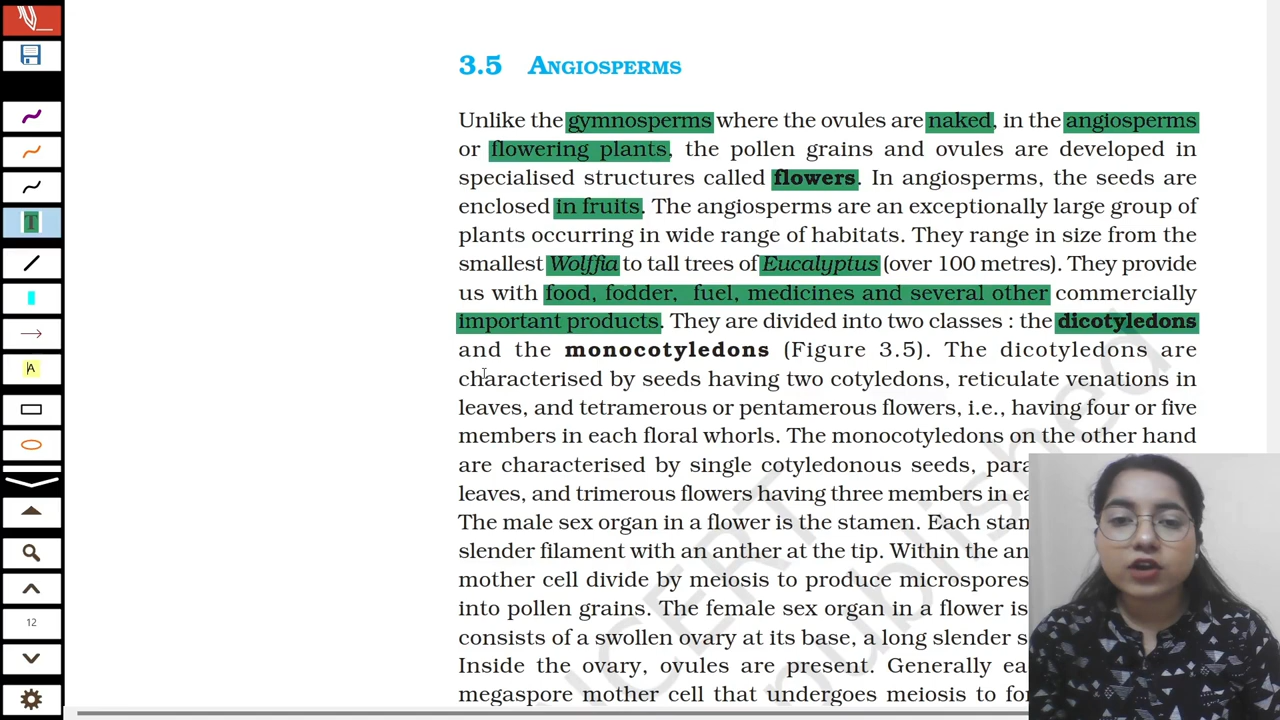 3.5 ANGIOSPERMS
Unlike the gymnosperms where the ovules are naked, in the angiosperms
or flowering plants, the pollen grains and ovules are developed in
specialised structures called flowers. In angiosperms, the seeds are
enclosed in fruits. The angiosperms are an exceptionally large group of
plants occurring in wide range of habitats. They range in size from the
smallest Wolffia to tall trees of Eucalyptus (over 100 metres). They provide
us with food, fodder, fuel, medicines and several other commercially
important products. They are divided into two classes : the dicotyledons
and the monocotyledons (Figure 3.5). The dicotyledons are
characterised by seeds having two cotyledons, reticulate venations in
leaves, and tetramerous or pentamerous flowers, i.e., having four or five
members in each floral whorls. The monocotyledons on the other hand
are characterised by single cotyledonous seeds, para
leaves, and trimerous flowers having three members in ea
The male sex organ in a flower is the stamen. Each stam
slender filament with an anther at the tip. Within the an
mother cell divide by meiosis to produce microspores
into pollen grains. The female sex organ in a flower is
consists of a swollen ovary at its base, a long slender s
Inside the ovary, ovules are present. Generally ea
megaspore mother cell that undergoes meiosis to for
T
A
12
NCERT
published